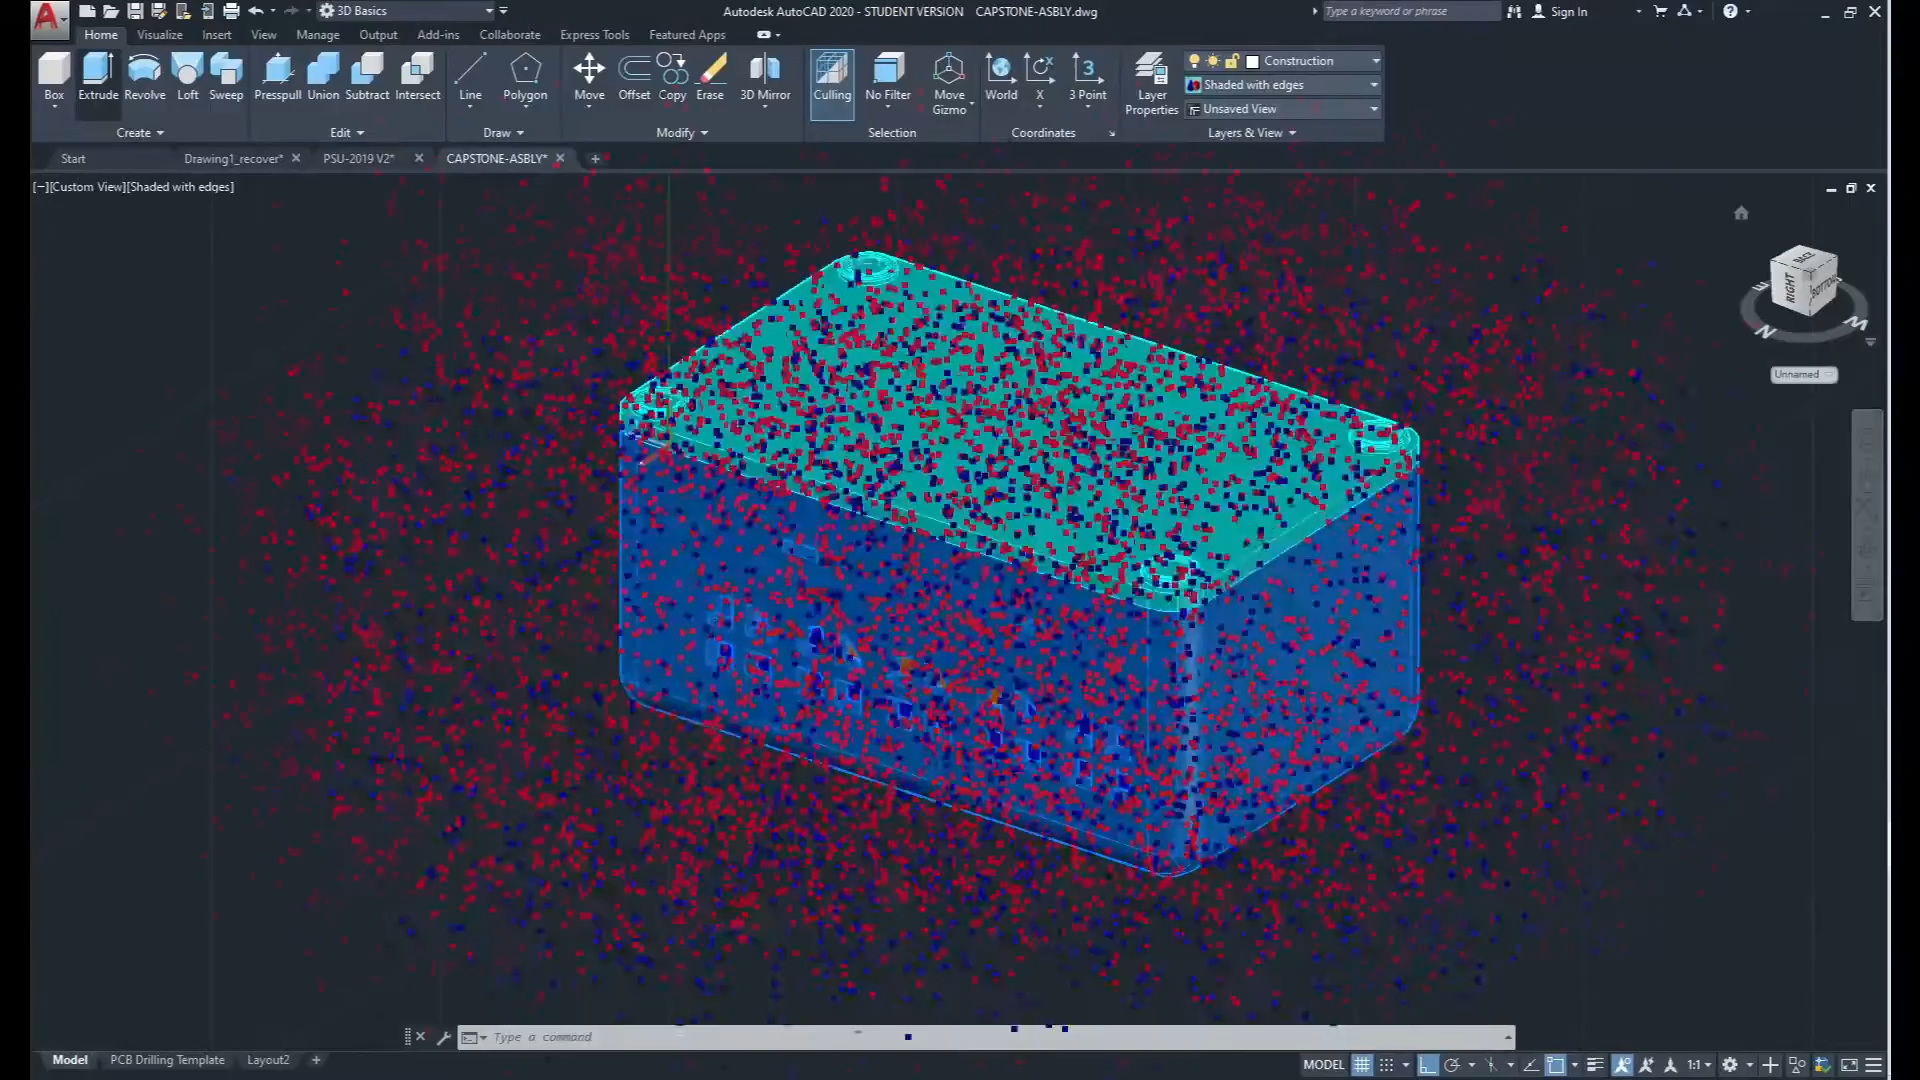 3D Basics
Autodesk AutoCAD 2020 - STUDENT VERSION CAPSTONE-ASBLY.dwg
Type a keyword or phrase
Sign In
Home Visualize Insert View Manage Output Add-ins Collaborate Express Tools Featured Apps
Box Extrude Revolve Loft Sweep Presspull Union Subtract Intersect Line Polygon Move Offset Copy Erase 3D Mirror Culling No Filter Move Gizmo World X 3 Point Layer Properties
Construction
Shaded with edges
Unsaved View
Create Edit Draw Modify Selection Coordinates Layers & View
Start Drawing1_recover* PSU-2019 V2* CAPSTONE-ASBLY*
[−][Custom View][Shaded with edges]
BACK
RIGHT
BOTTOM
N
Unnamed
Type a command
Model PCB Drilling Template Layout2
MODEL
1:1